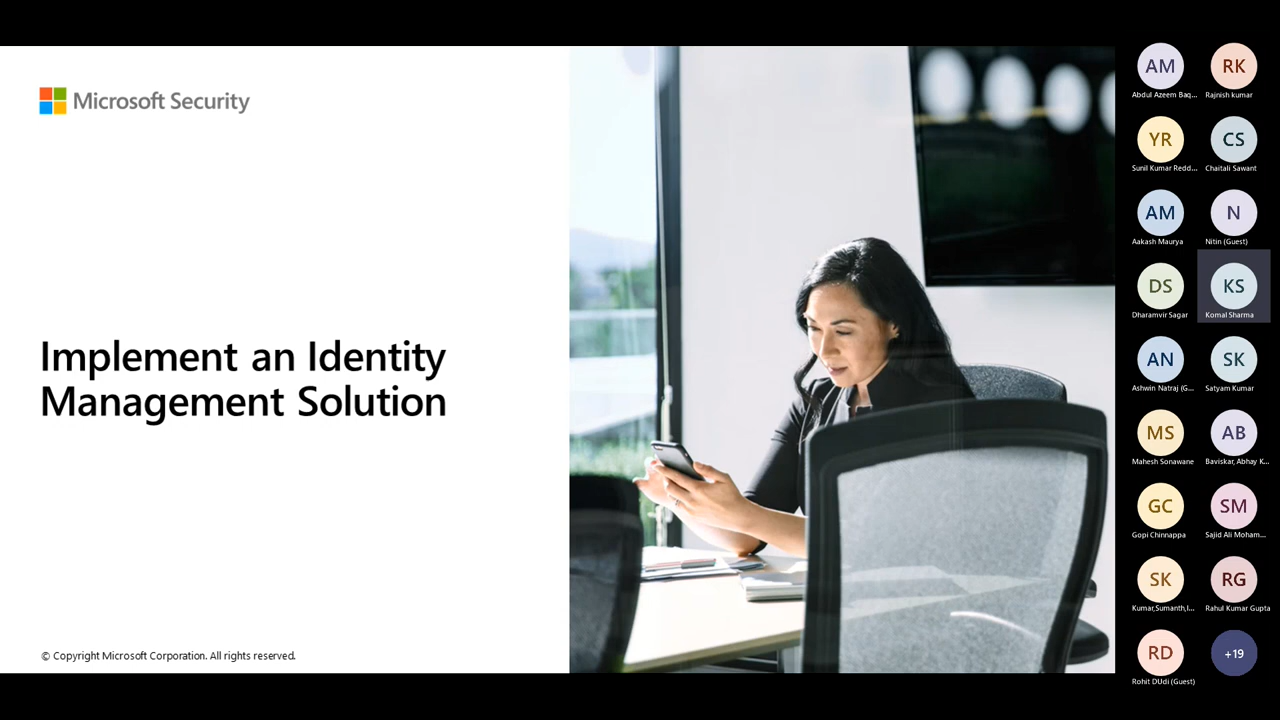 Microsoft Security
Implement an Identity
Management Solution
© Copyright Microsoft Corporation. All rights reserved.
AM
Abdul Azeem Baq...
RK
Rajnish kumar
YR
Sunil Kumar Redd...
CS
Chaitali Sawant
AM
Aakash Maurya
N
Nitin (Guest)
DS
Dharamvir Sagar
KS
Komal Sharma
AN
Ashwin Natraj (G...
SK
Satyam Kumar
MS
Mahesh Sonawane
AB
Baviskar, Abhay K...
GC
Gopi Chinnappa
SM
Sajid Ali Moham...
SK
Kumar,Sumanth,I...
RG
Rahul Kumar Gupta
RD
Rohit DUdi (Guest)
+19